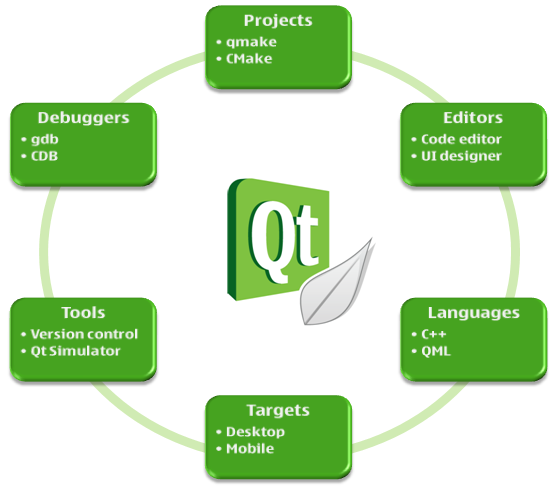 Projects
• qmake
• CMake
Debuggers
• gdb
• CDB
Editors
• Code editor
• UI designer
Qt
Tools
• Version control
• Qt Simulator
Languages
• C++
• QML
Targets
• Desktop
• Mobile